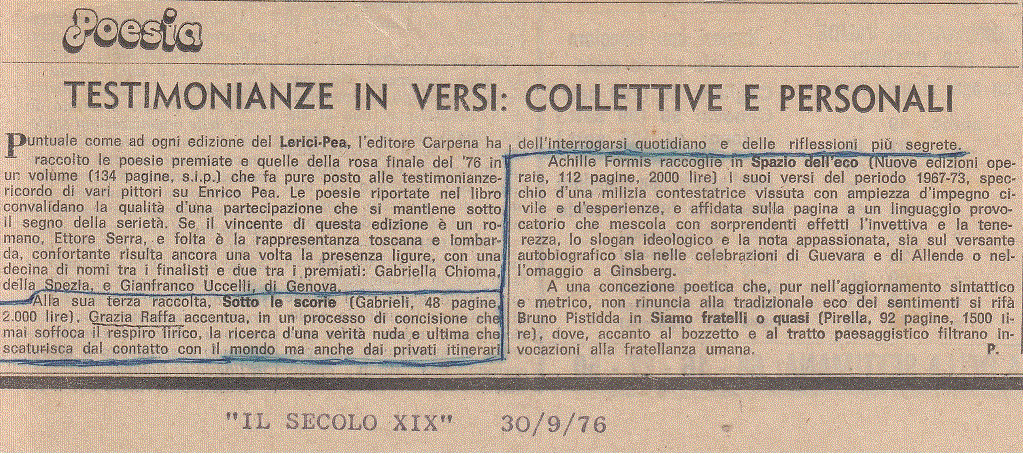 Poesia
TESTIMONIANZE IN VERSI: COLLETTIVE E PERSONALI
Puntuale come ad ogni edizione del Lerici-Pea, l'editore Carpena ha
raccolto le poesie premiate e quelle della rosa finale del '76 in
un volume (134 pagine, s.i.p.) che fa pure posto alle testimonianze-
ricordo di vari pittori su Enrico Pea. Le poesie riportate nel libro
convalidano la qualità d'una partecipazione che si mantiene sotto
il segno della serietà. Se il vincente di questa edizione è un ro-
mano, Ettore Serra, e folta è la rappresentanza toscana e lombar-
da, confortante risulta ancora una volta la presenza ligure, con una
decina di nomi tra i finalisti e due tra i premiati: Gabriella Chioma,
della Spezia, e Gianfranco Uccelli, di Genova.
Alla sua terza raccolta, Sotto le scorie (Gabrieli, 48 pagine,
2.000 lire), Grazia Raffa accentua, in un processo di concisione che
mai soffoca il respiro lirico, la ricerca d'una verità nuda e ultima che
scaturisca dal contatto con il mondo ma anche dai privati itinerari
dell'interrogarsi quotidiano e delle riflessioni più segrete.
Achille Formis raccoglie in Spazio dell'eco (Nuove edizioni ope-
raie, 112 pagine, 2000 lire) i suoi versi del periodo 1967-73, spec-
chio d'una milizia contestatrice vissuta con ampiezza d'impegno ci-
vile e d'esperienze, e affidata sulla pagina a un linguaggio provo-
catorio che mescola con sorprendenti effetti l'invettiva e la tene-
rezza, lo slogan ideologico e la nota appassionata, sia sul versante
autobiografico sia nelle celebrazioni di Guevara e di Allende o nel-
l'omaggio a Ginsberg.
A una concezione poetica che, pur nell'aggiornamento sintattico
e metrico, non rinuncia alla tradizionale eco dei sentimenti si rifà
Bruno Pistidda in Siamo fratelli o quasi (Pirella, 92 pagine, 1500 li-
re), dove, accanto al bozzetto e al tratto paesaggistico filtrano in-
vocazioni alla fratellanza umana. P.
"IL SECOLO XIX" 30/9/76